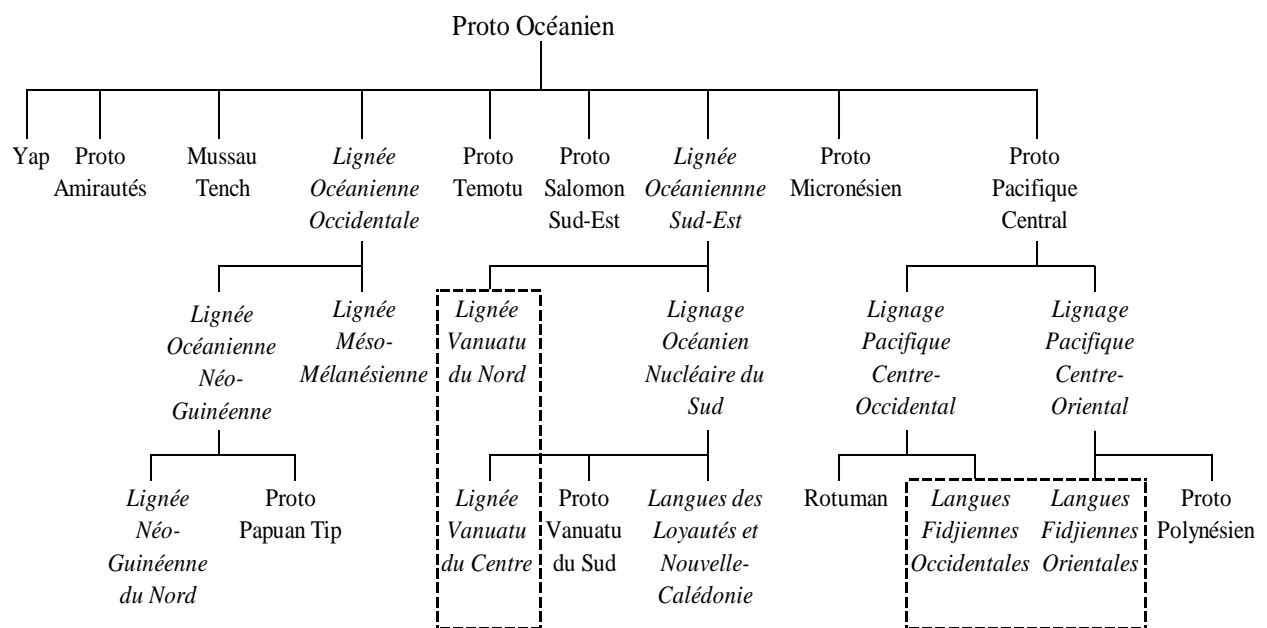 Proto Océanien
Yap
Proto
Amirautés
Mussau
Tench
Lignée
Océanienne
Occidentale
Proto
Temotu
Proto
Salomon
Sud-Est
Lignée
Océaniennne
Sud-Est
Proto
Micronésien
Proto
Pacifique
Central
Lignée
Océanienne
Néo-
Guinéenne
Lignée
Méso-
Mélanésienne
Lignée
Vanuatu
du Nord
Lignage
Océanien
Nucléaire du
Sud
Lignage
Pacifique
Centre-
Occidental
Lignage
Pacifique
Centre-
Oriental
Lignée
Néo-
Guinéenne
du Nord
Proto
Papuan Tip
Lignée
Vanuatu
du Centre
Proto
Vanuatu
du Sud
Langues des
Loyautés et
Nouvelle-
Calédonie
Rotuman
Langues
Fidjiennes
Occidentales
Langues
Fidjiennes
Orientales
Proto
Polynésien